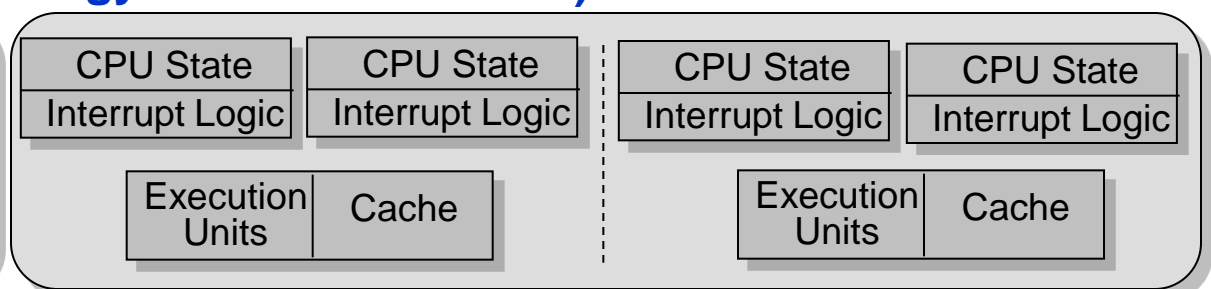 CPU State CPU State CPU State CPU State
Interrupt Logic Interrupt Logic Interrupt Logic Interrupt Logic
Execution Cache Execution Cache
Units Units